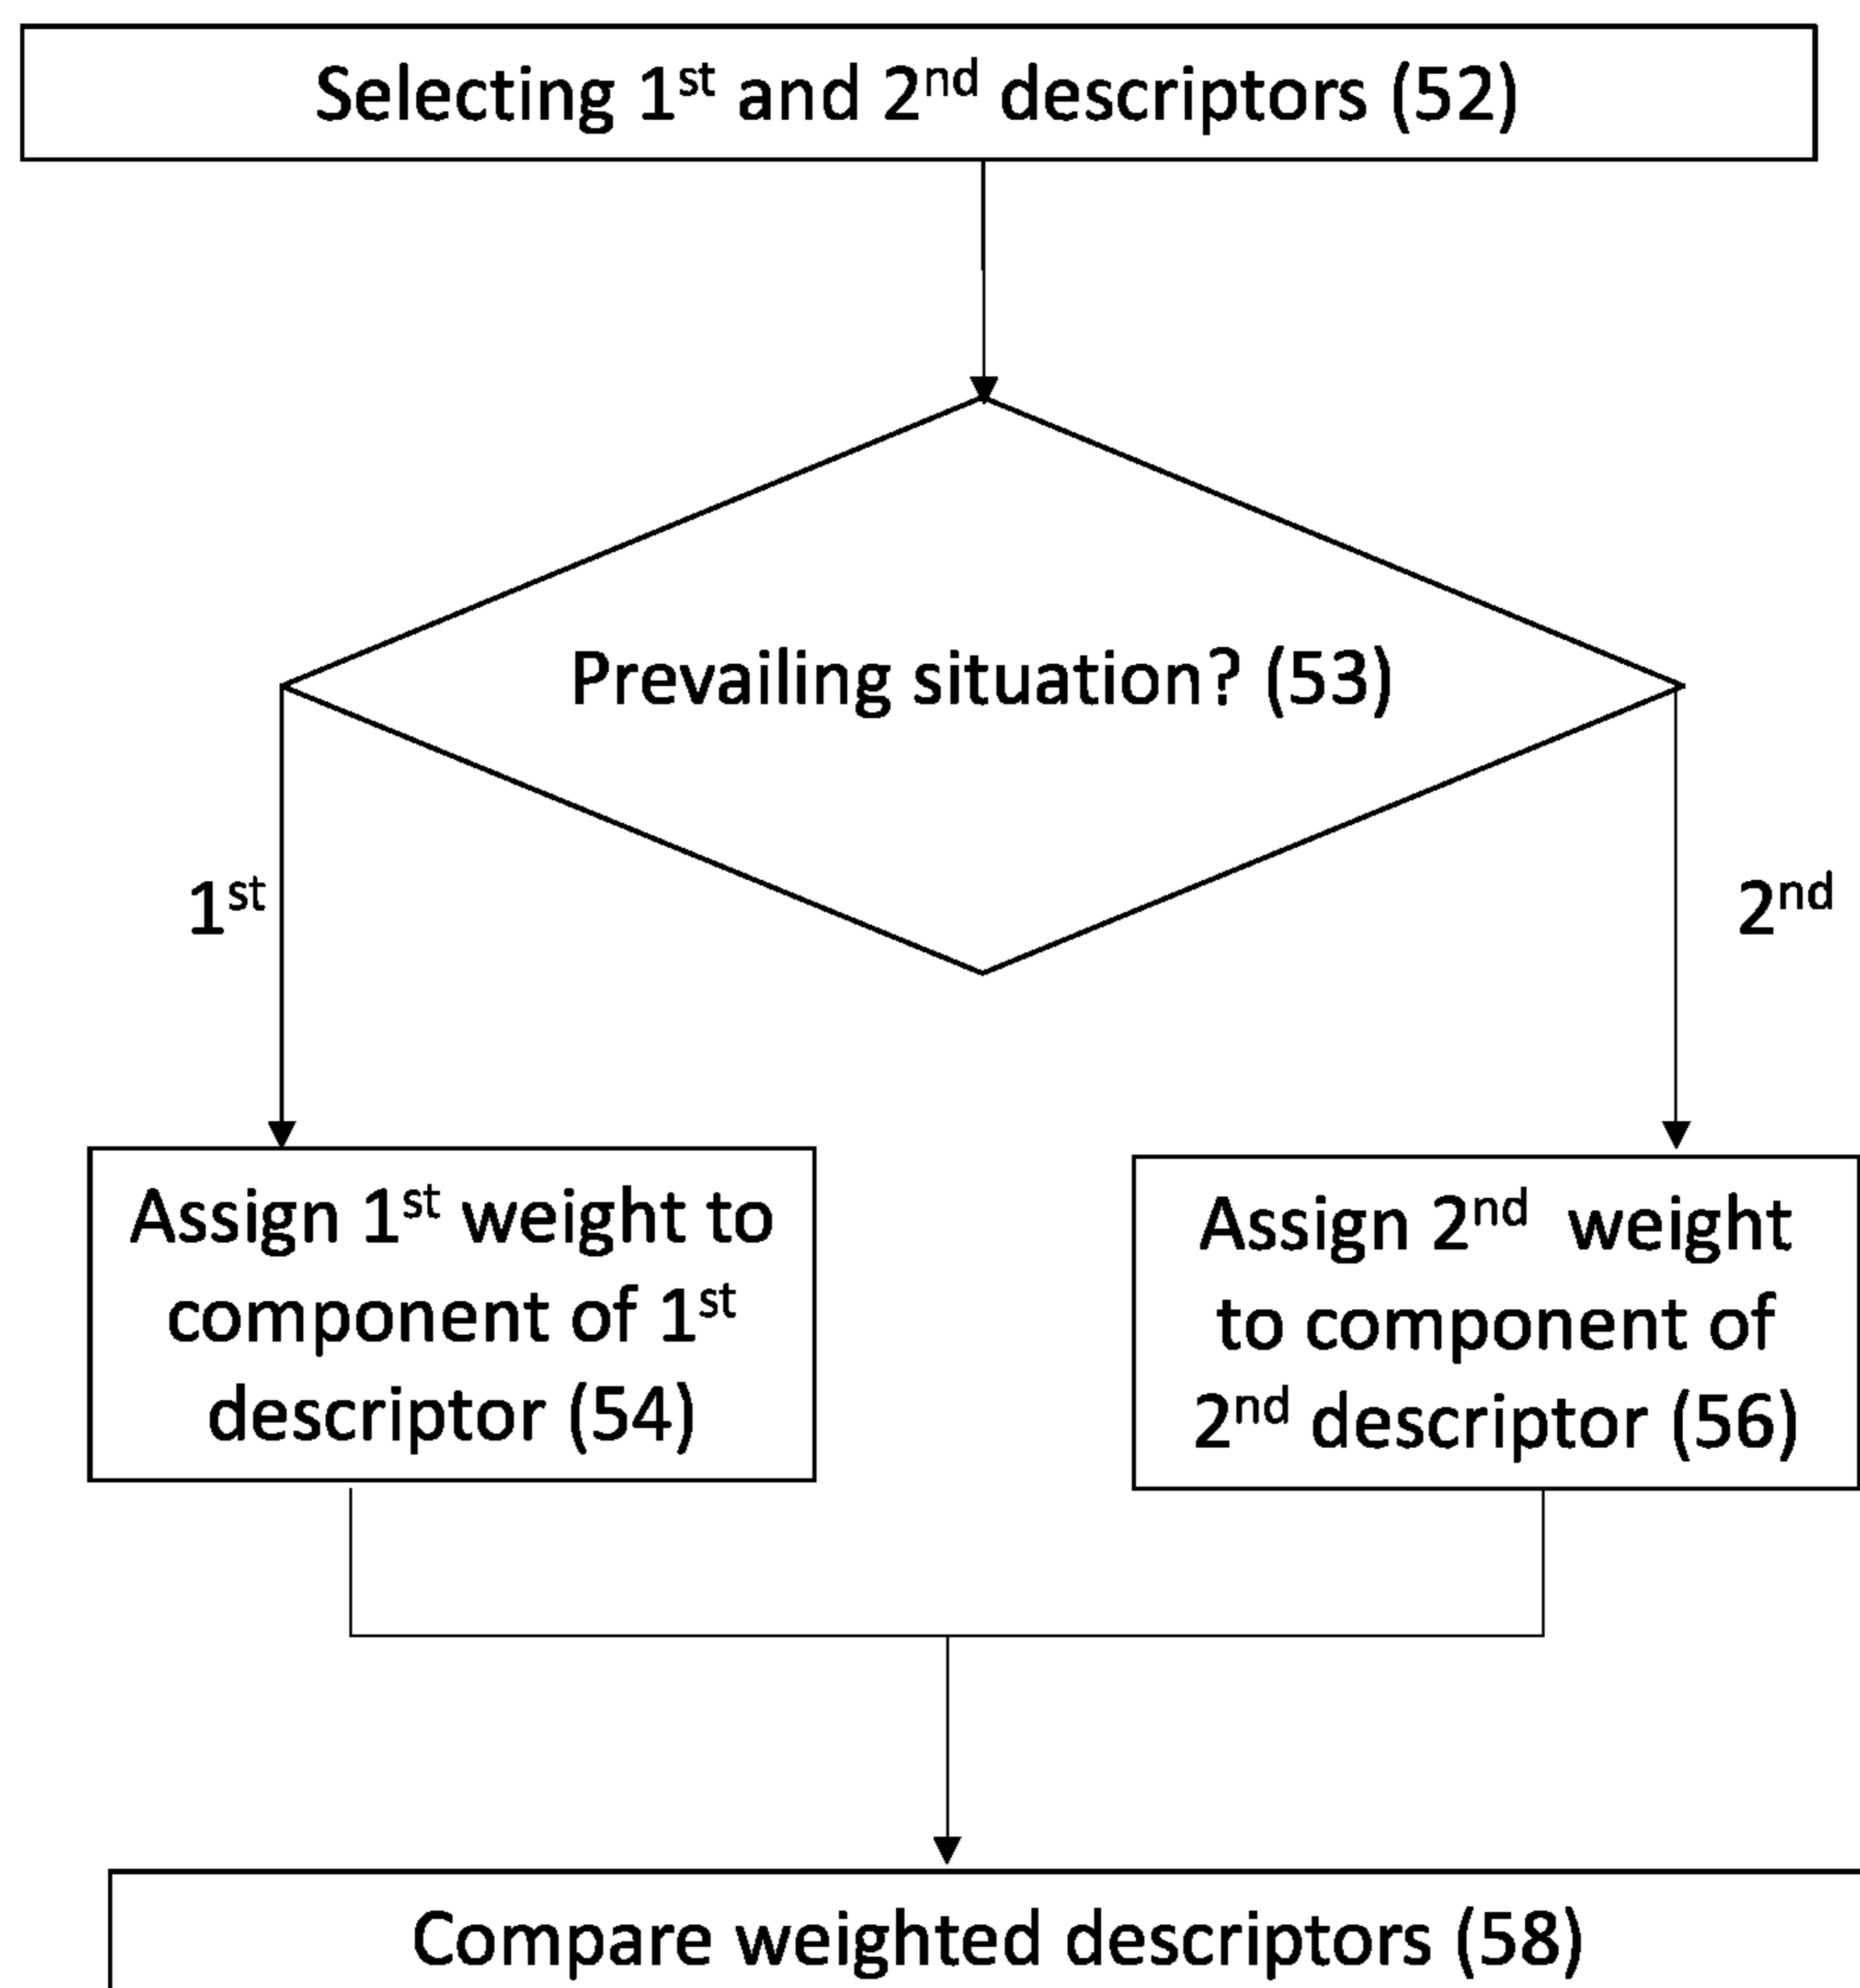 Selecting 1st and 2nd descriptors (52)
Prevailing situation? (53)
1st
2nd
Assign 1st weight to
component of 1st
descriptor (54)
Assign 2nd weight
to component of
2nd descriptor (56)
Compare weighted descriptors (58)